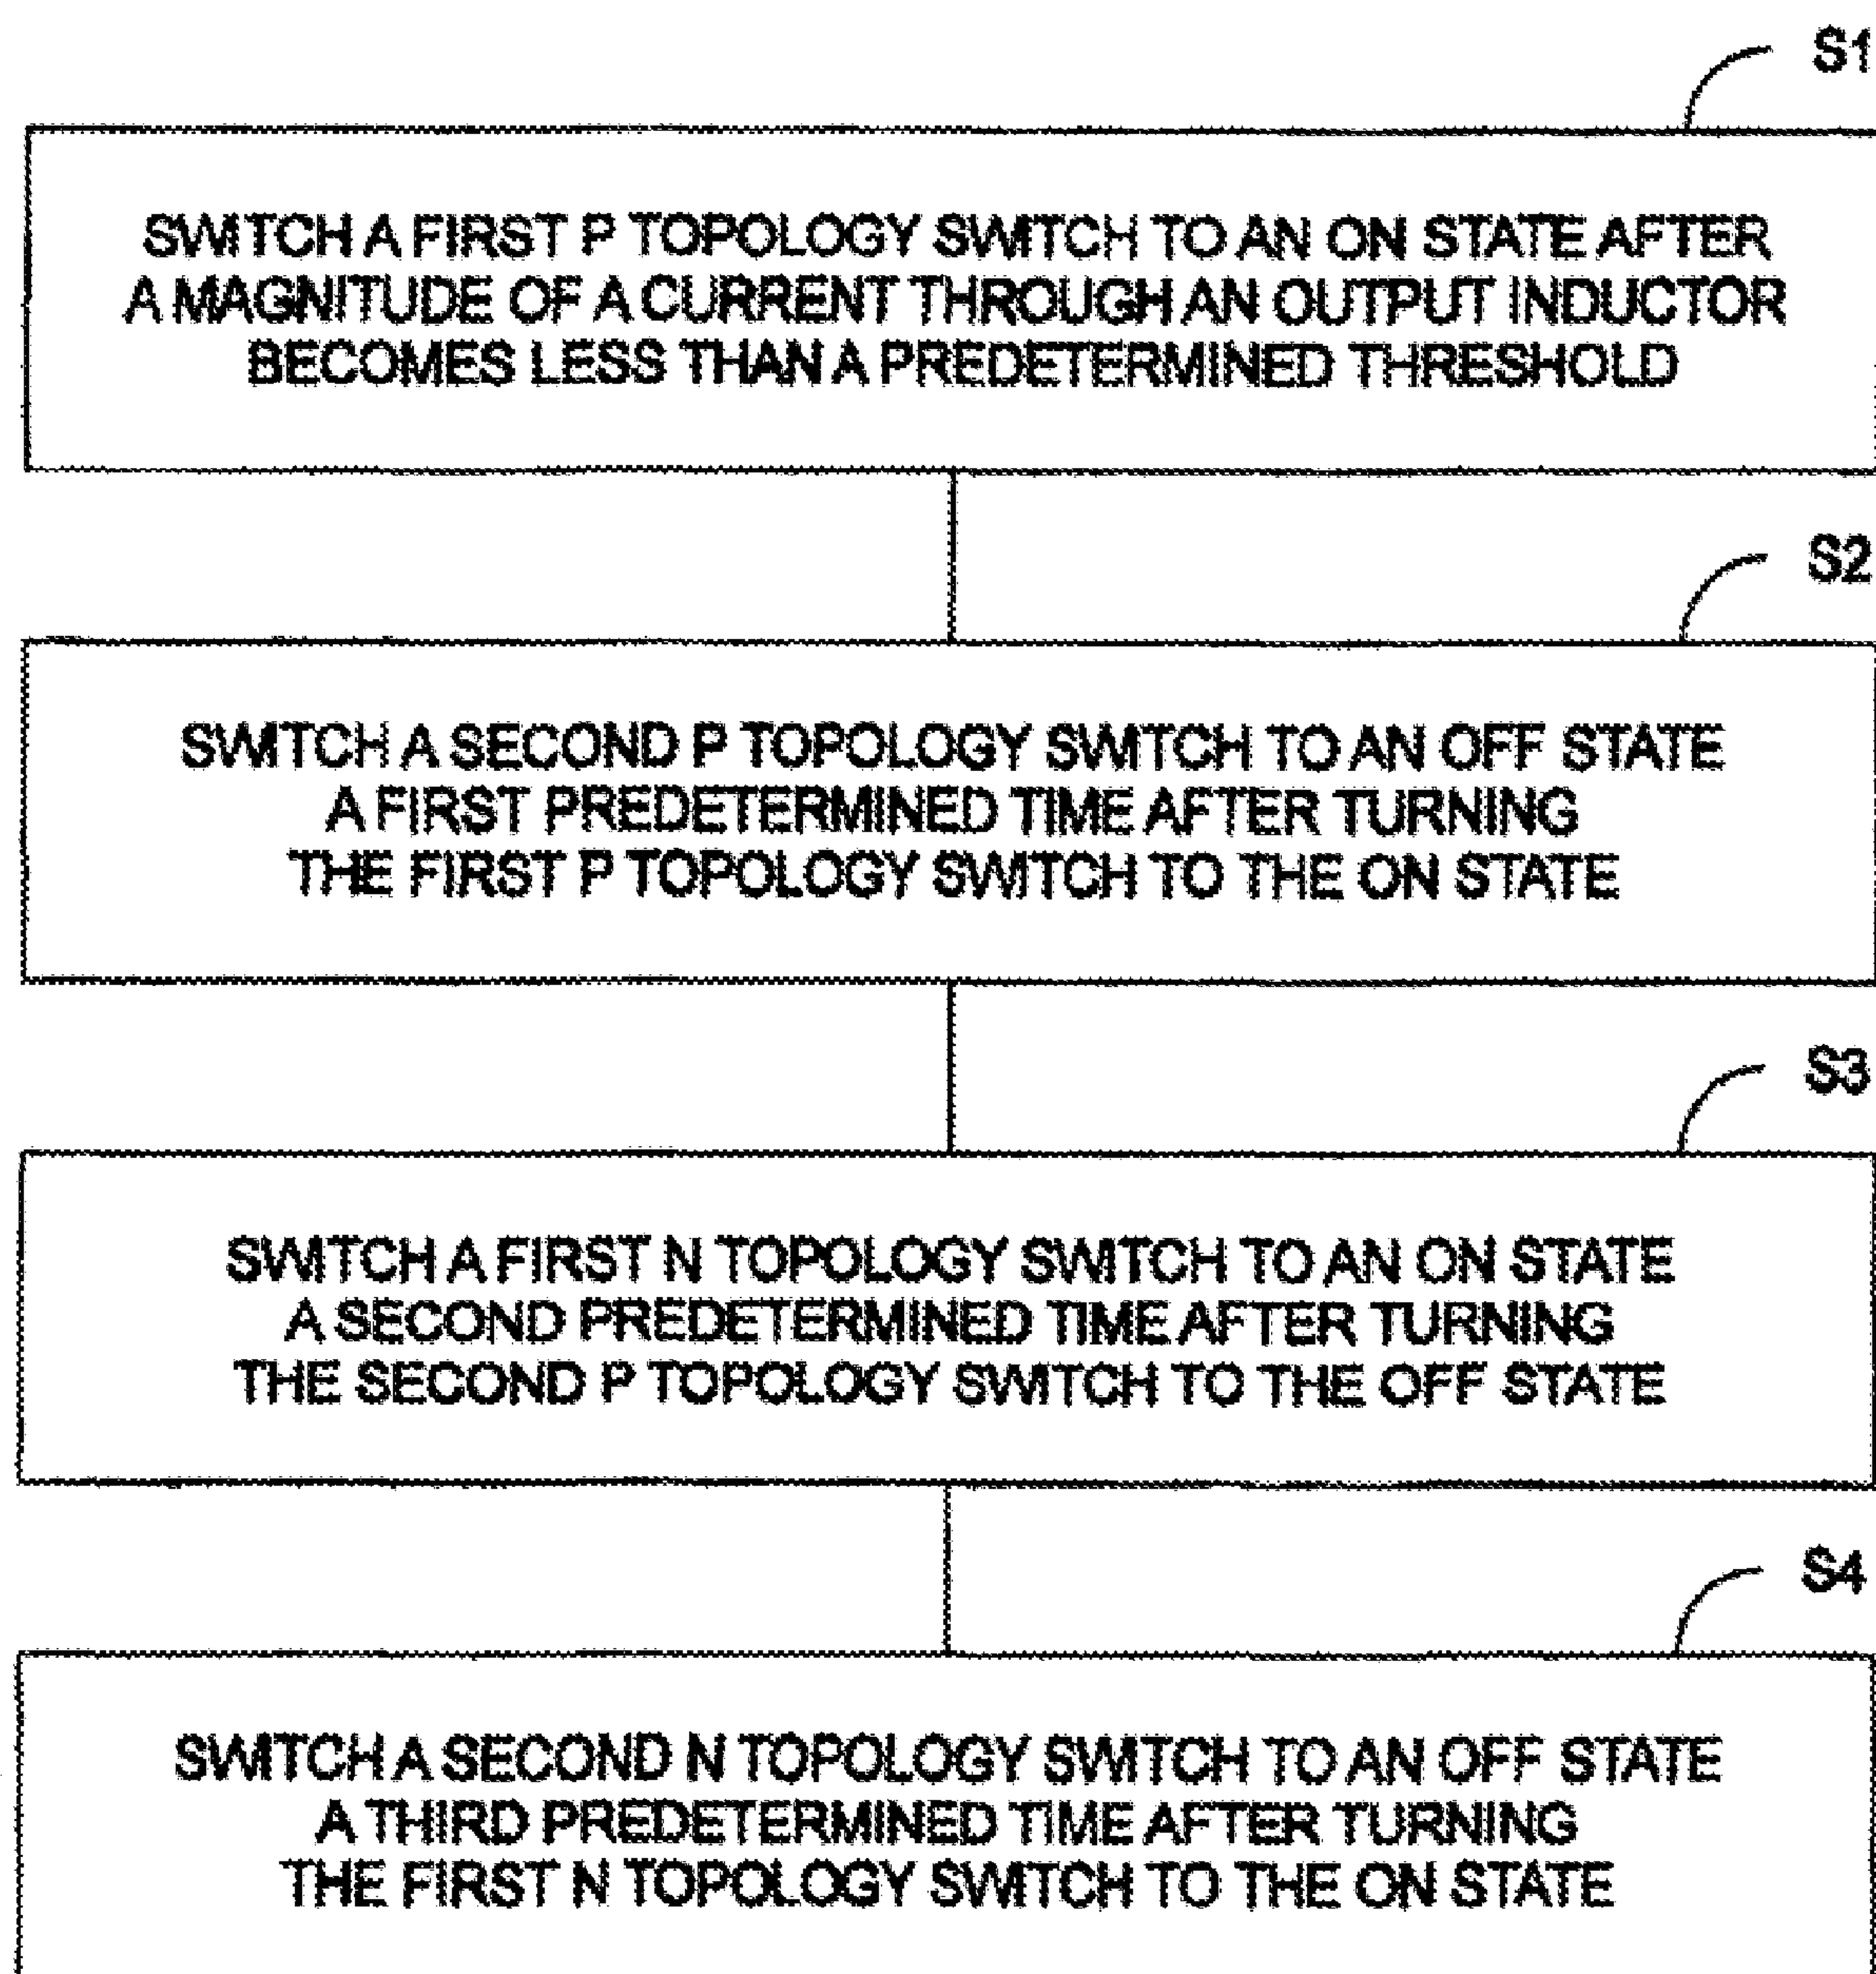 S1
SWITCH A FIRST P TOPOLOGY SWITCH TO AN ON STATE AFTER
A MAGNITUDE OF A CURRENT THROUGH AN OUTPUT INDUCTOR
BECOMES LESS THAN A PREDETERMINED THRESHOLD
S2
SWITCH A SECOND P TOPOLOGY SWITCH TO AN OFF STATE
A FIRST PREDETERMINED TIME AFTER TURNING
THE FIRST P TOPOLOGY SWITCH TO THE ON STATE
S3
SWITCH A FIRST N TOPOLOGY SWITCH TO AN ON STATE
A SECOND PREDETERMINED TIME AFTER TURNING
THE SECOND P TOPOLOGY SWITCH TO THE OFF STATE
S4
SWITCH A SECOND N TOPOLOGY SWITCH TO AN OFF STATE
A THIRD PREDETERMINED TIME AFTER TURNING
THE FIRST N TOPOLOGY SWITCH TO THE ON STATE